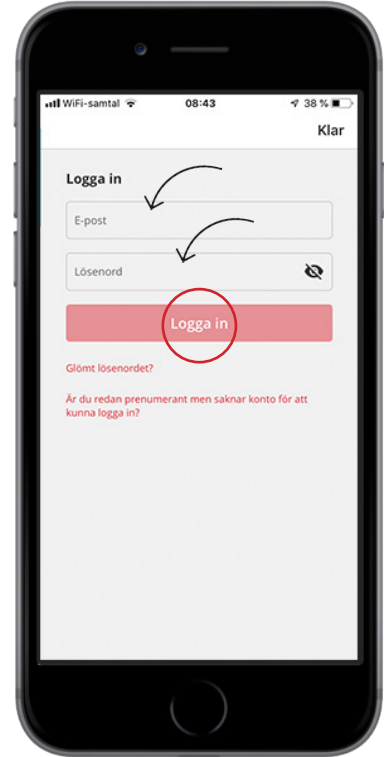 WiFi-samtal 08:43 38 %
Klar
Logga in
E-post
Lösenord
Logga in
Glömt lösenordet?
Är du redan prenumerant men saknar konto för att
kunna logga in?